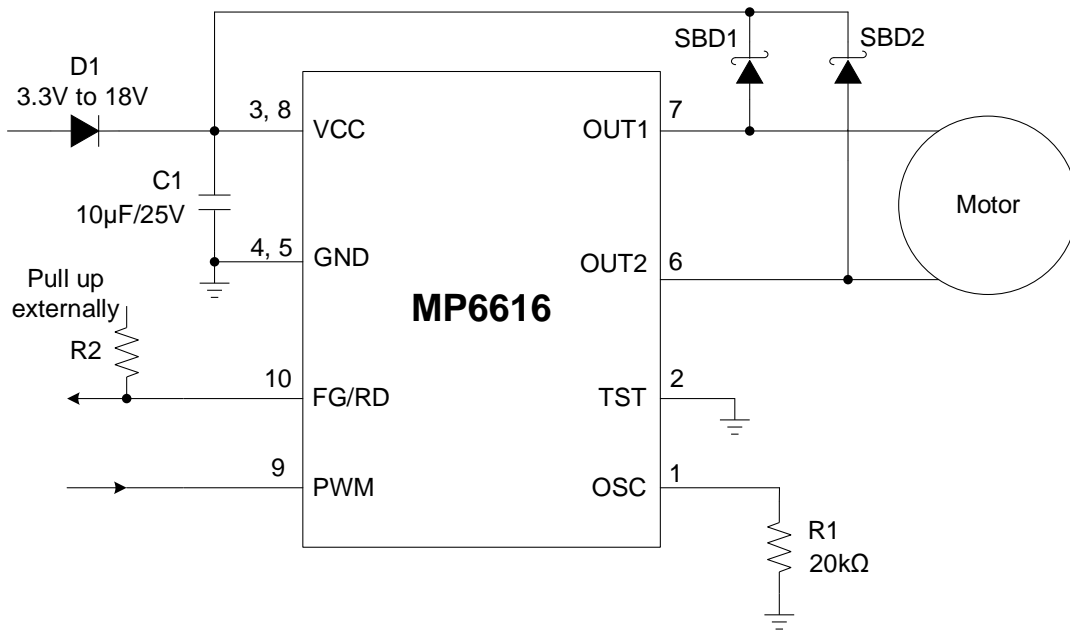 SBD1
SBD2
D1
3.3V to 18V
3, 8
VCC
OUT1
7
C1
10µF/25V
Motor
4, 5
GND
OUT2
6
Pull up
externally
MP6616
R2
10
FG/RD
TST
2
9
PWM
OSC
1
R1
20kΩ